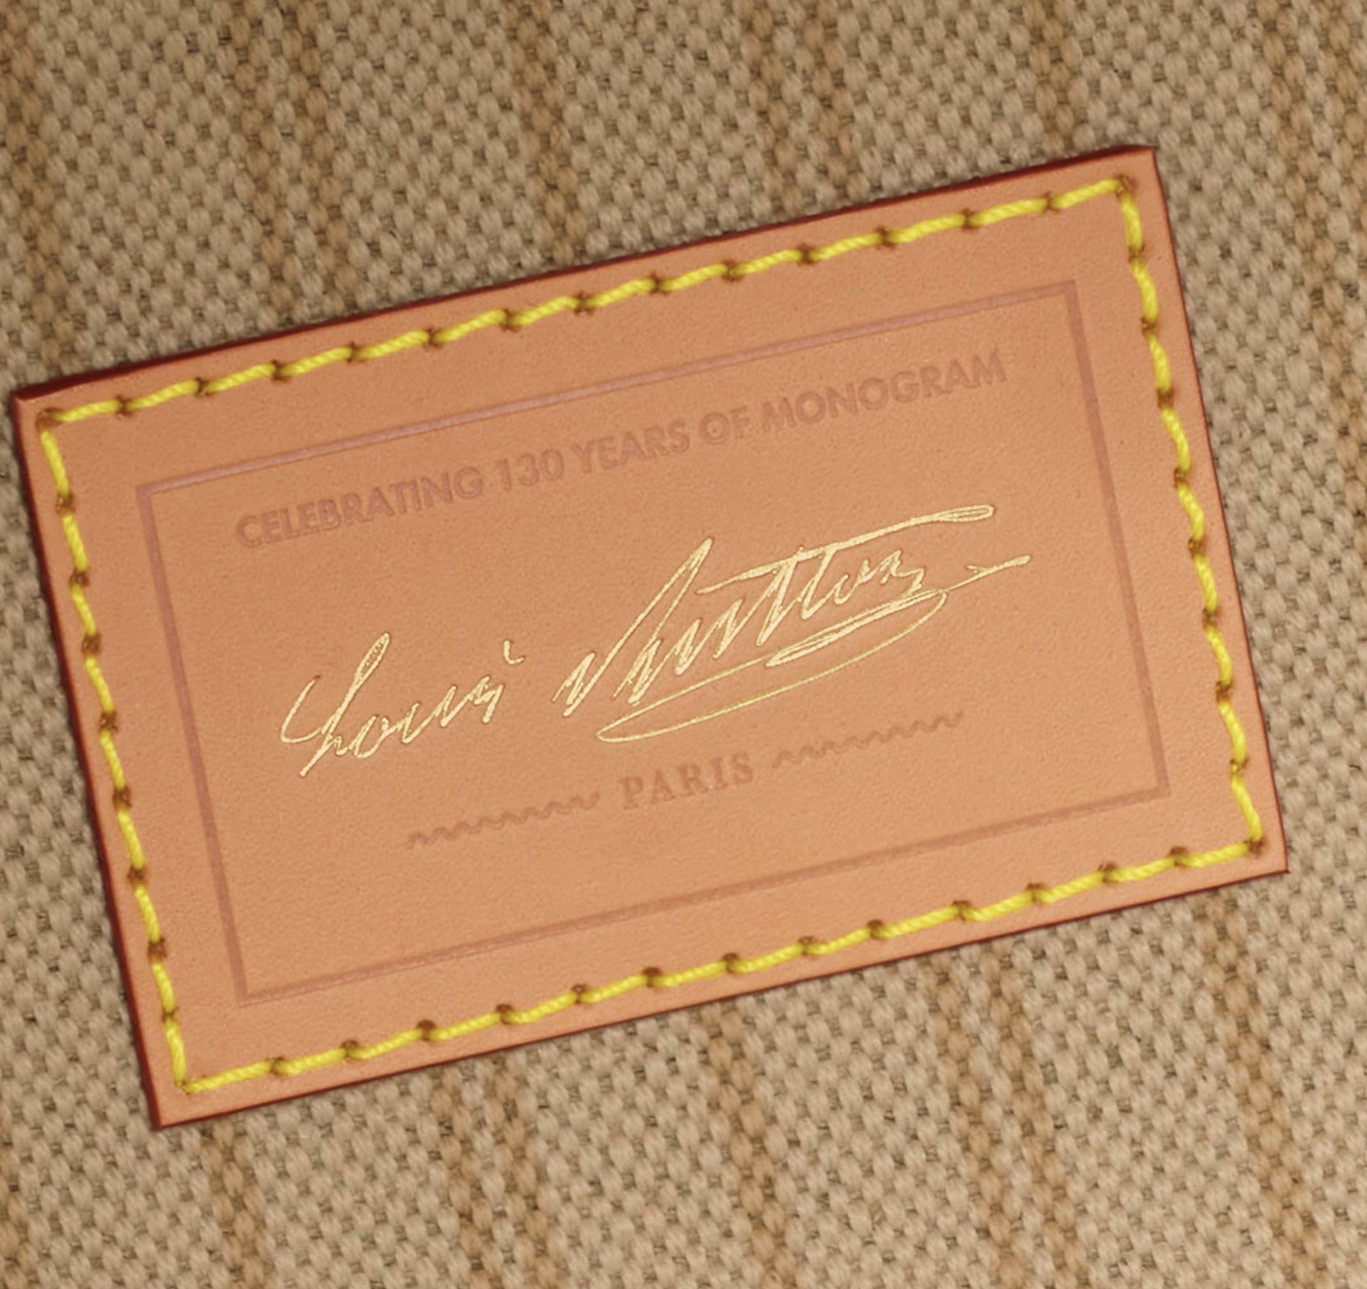 CELEBRATING 130 YEARS OF MONOGRAM
Louis Vuitton
PARIS